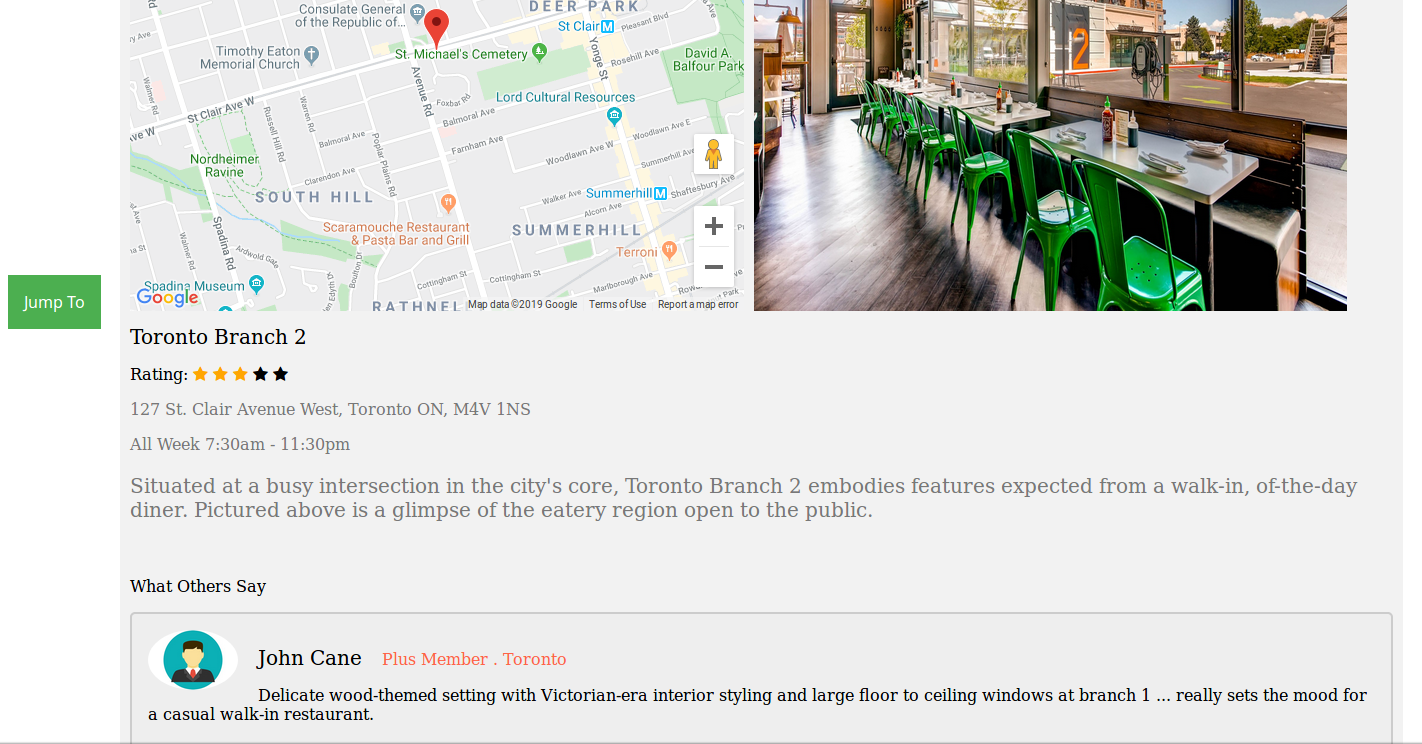 Consulate General
of the Republic of...
DEER PARK
Pleasant Blvd
St Clair M
Timothy Eaton
Memorial Church
St. Michael's Cemetery
Yonge St
Rosehill Ave
David A.
Balfour Park
Walmer Rd
St Clair Ave W
Warren Rd
Russell Hill Rd
Avenue Rd
Foxbar Rd
Lord Cultural Resources
Balmoral Ave
Ave W
Balmoral Ave
Poplar Plains Rd
Farnham Ave
Woodlawn Ave E
Woodlawn Ave W
Summerhill Ave
Nordheimer
Ravine
Clarendon Ave
SOUTH HILL
Walker Ave
Summerhill M
Shaftesbury Ave
Alcorn Ave
Spadina Rd
Scaramouche Restaurant
& Pasta Bar and Grill
SUMMERHILL
Terroni
Ardwold Gate
Boulton Dr
Cottingham St
Cottingham St
Spadina Museum
Marlborough Ave
Google
RATHNEL
Map data ©2019 Google
Terms of Use
Report a map error
2
Jump To
Toronto Branch 2
Rating:
127 St. Clair Avenue West, Toronto ON, M4V 1NS
All Week 7:30am - 11:30pm
Situated at a busy intersection in the city's core, Toronto Branch 2 embodies features expected from a walk-in, of-the-day
diner. Pictured above is a glimpse of the eatery region open to the public.
What Others Say
John Cane Plus Member . Toronto
Delicate wood-themed setting with Victorian-era interior styling and large floor to ceiling windows at branch 1 ... really sets the mood for
a casual walk-in restaurant.